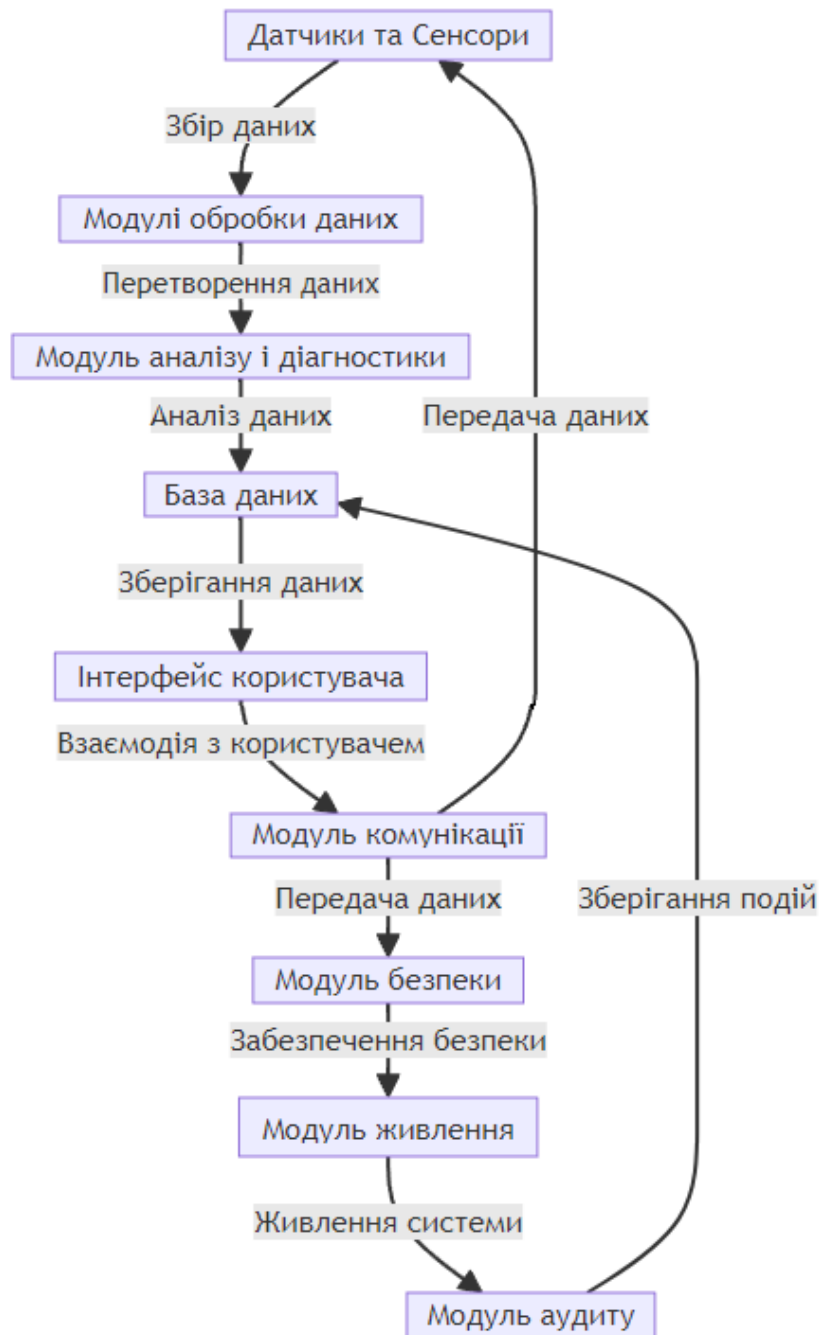 Датчики та Сенсори
Збір даних
Модулі обробки даних
Перетворення даних
Модуль аналізу і діагностики
Аналіз даних
Передача даних
База даних
Зберігання даних
Інтерфейс користувача
Взаємодія з користувачем
Модуль комунікації
Передача даних
Зберігання подій
Модуль безпеки
Забезпечення безпеки
Модуль живлення
Живлення системи
Модуль аудиту